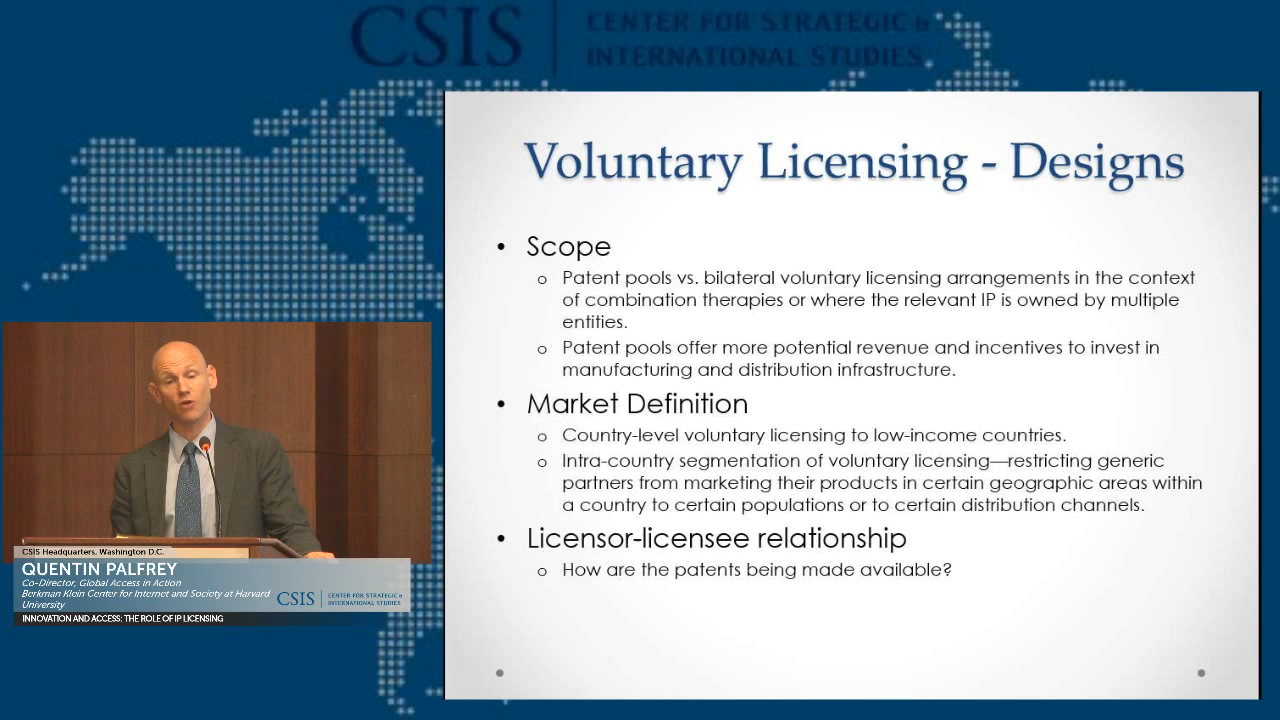 CSIS
CENTER FOR STRATEGIC &
INTERNATIONAL STUDIES
Voluntary Licensing - Designs
• Scope
o Patent pools vs. bilateral voluntary licensing arrangements in the context
of combination therapies or where the relevant IP is owned by multiple
entities.
o Patent pools offer more potential revenue and incentives to invest in
manufacturing and distribution infrastructure.
• Market Definition
o Country-level voluntary licensing to low-income countries.
o Intra-country segmentation of voluntary licensing—restricting generic
partners from marketing their products in certain geographic areas within
a country to certain populations or to certain distribution channels.
• Licensor-licensee relationship
o How are the patents being made available?
CSIS Headquarters, Washington D.C.
QUENTIN PALFREY
Co-Director, Global Access in Action
Berkman Klein Center for Internet and Society at Harvard
University
CSIS
CENTER FOR STRATEGIC &
INTERNATIONAL STUDIES
INNOVATION AND ACCESS: THE ROLE OF IP LICENSING